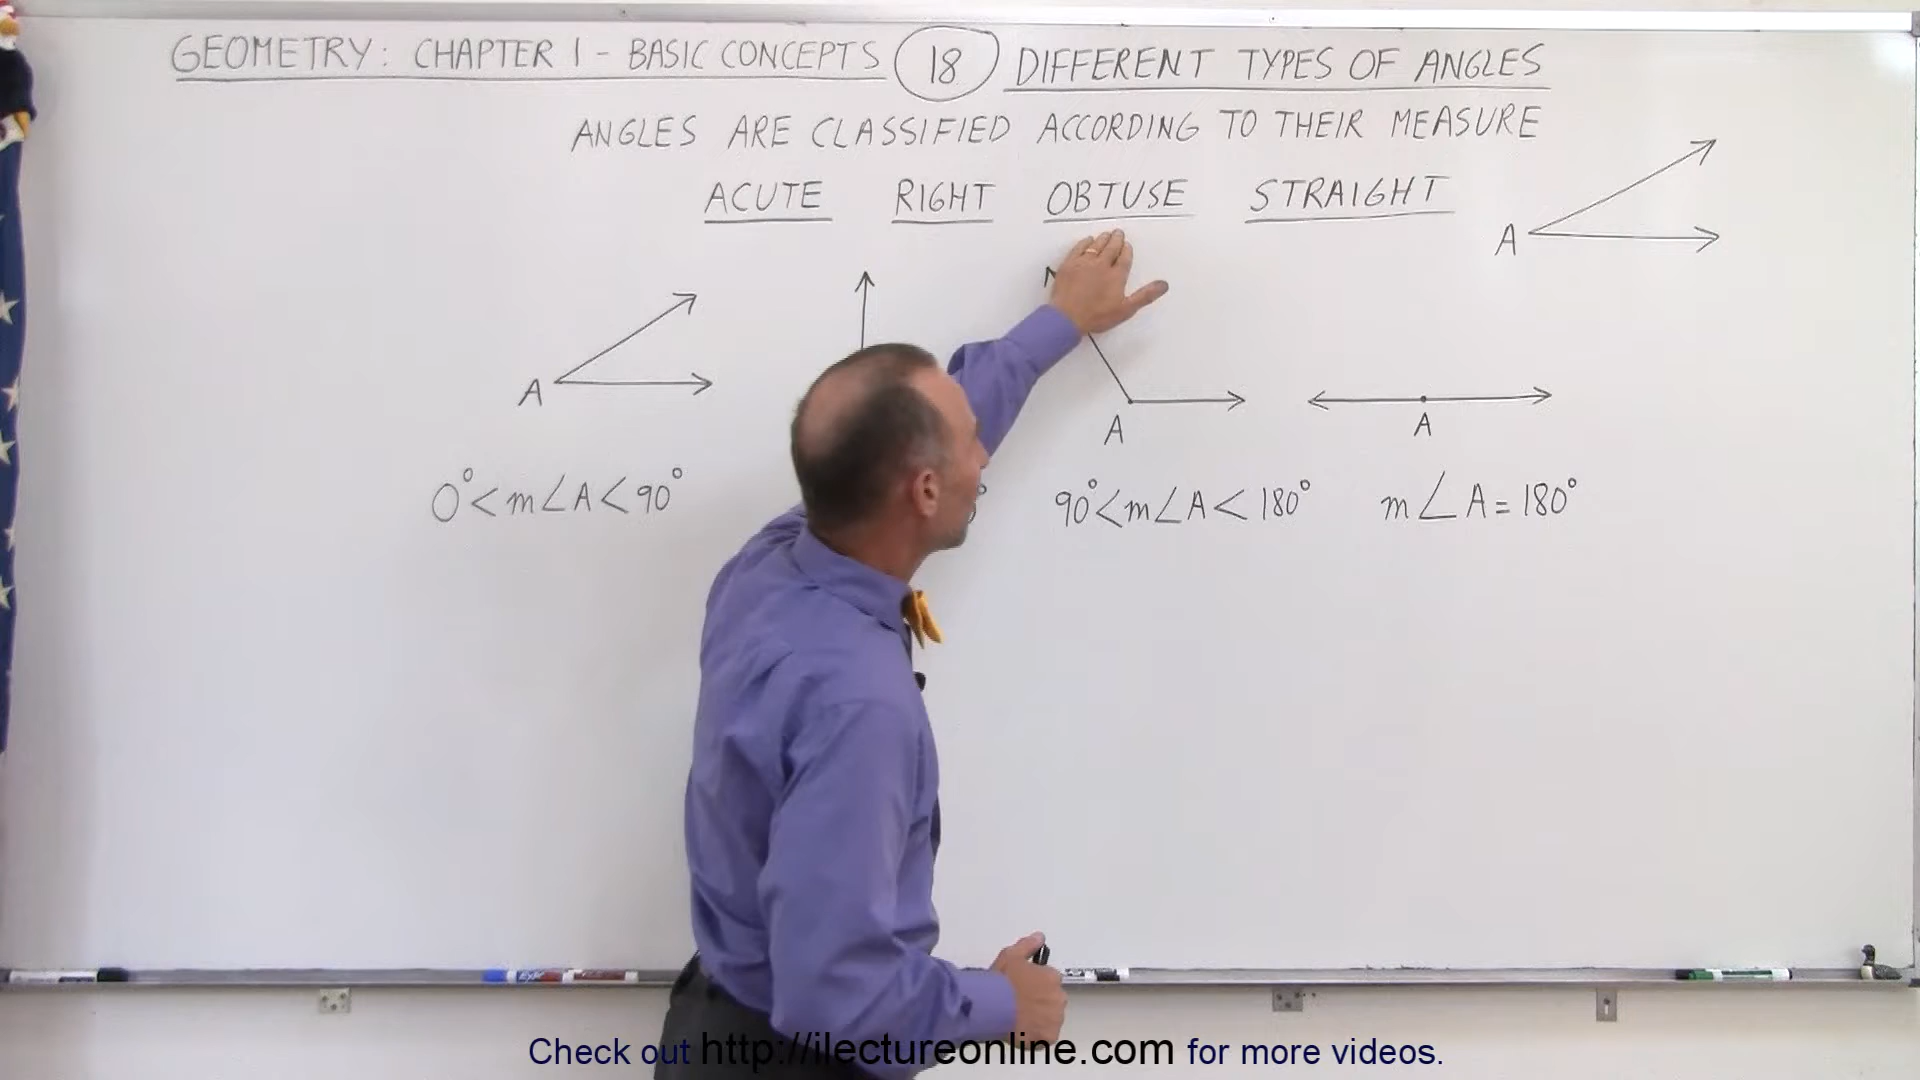 GEOMETRY: CHAPTER 1 - BASIC CONCEPTS 18 DIFFERENT TYPES OF ANGLES
ANGLES ARE CLASSIFIED ACCORDING TO THEIR MEASURE
ACUTE RIGHT OBTUSE STRAIGHT
A
A A A
0° < m∠A < 90° 90° < m∠A < 180° m∠A = 180°
Check out http://ilectureonline.com for more videos.